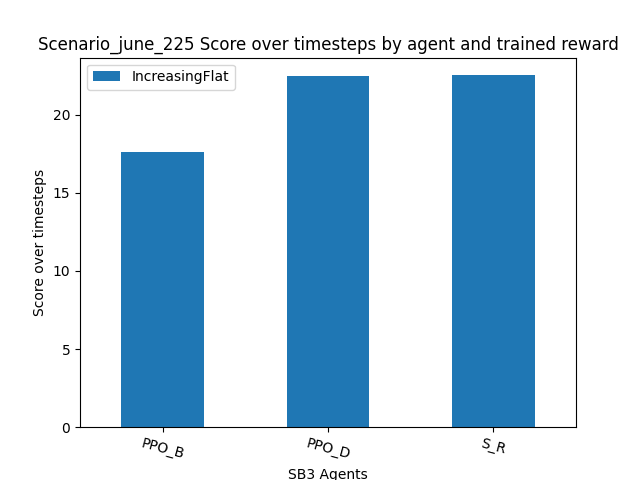 Scenario_june_225 Score over timesteps by agent and trained reward
IncreasingFlat
Score over timesteps
20
15
10
5
0
PPO_B
PPO_D
S_R
SB3 Agents